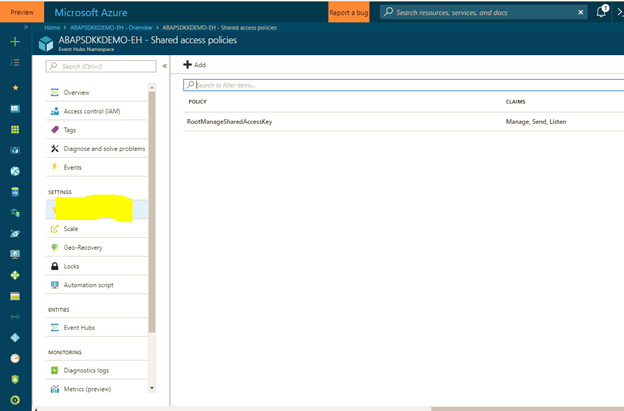 Preview
Microsoft Azure
Report a bug
Search resources, services, and docs
1
Home > ABAPSDKKDEMO-EH - Overview > ABAPSDKKDEMO-EH - Shared access policies
ABAPSDKKDEMO-EH - Shared access policies
Event Hubs Namespace
Search (Ctrl+/)
Overview
Access control (IAM)
Tags
Diagnose and solve problems
Events
SETTINGS
Scale
Geo-Recovery
Locks
Automation script
ENTITIES
Event Hubs
MONITORING
Diagnostics logs
Metrics (preview)
Add
Search to filter items...
POLICY CLAIMS
RootManageSharedAccessKey Manage, Send, Listen